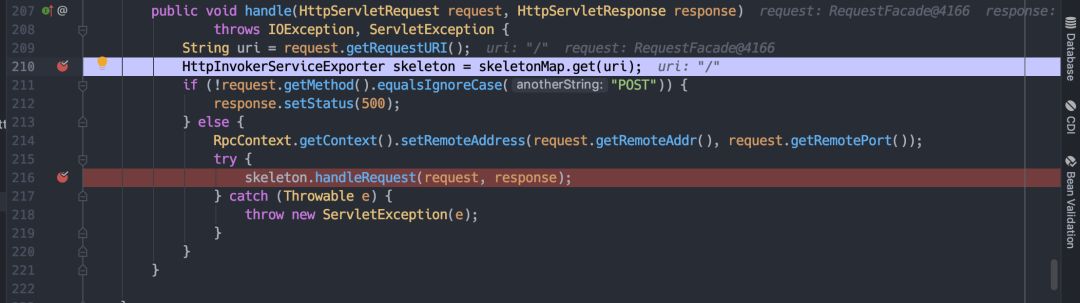 207 @ public void handle(HttpServletRequest request, HttpServletResponse response) request: RequestFacade@4166 response:
208 throws IOException, ServletException {
209 String uri = request.getRequestURI(); uri: "/" request: RequestFacade@4166
210 HttpInvokerServiceExporter skeleton = skeletonMap.get(uri); uri: "/"
211 if (!request.getMethod().equalsIgnoreCase( anotherString: "POST")) {
212 response.setStatus(500);
213 } else {
214 RpcContext.getContext().setRemoteAddress(request.getRemoteAddr(), request.getRemotePort());
215 try {
216 skeleton.handleRequest(request, response);
217 } catch (Throwable e) {
218 throw new ServletException(e);
219 }
220 }
221 }
222
Database
CDI
Bean Validation